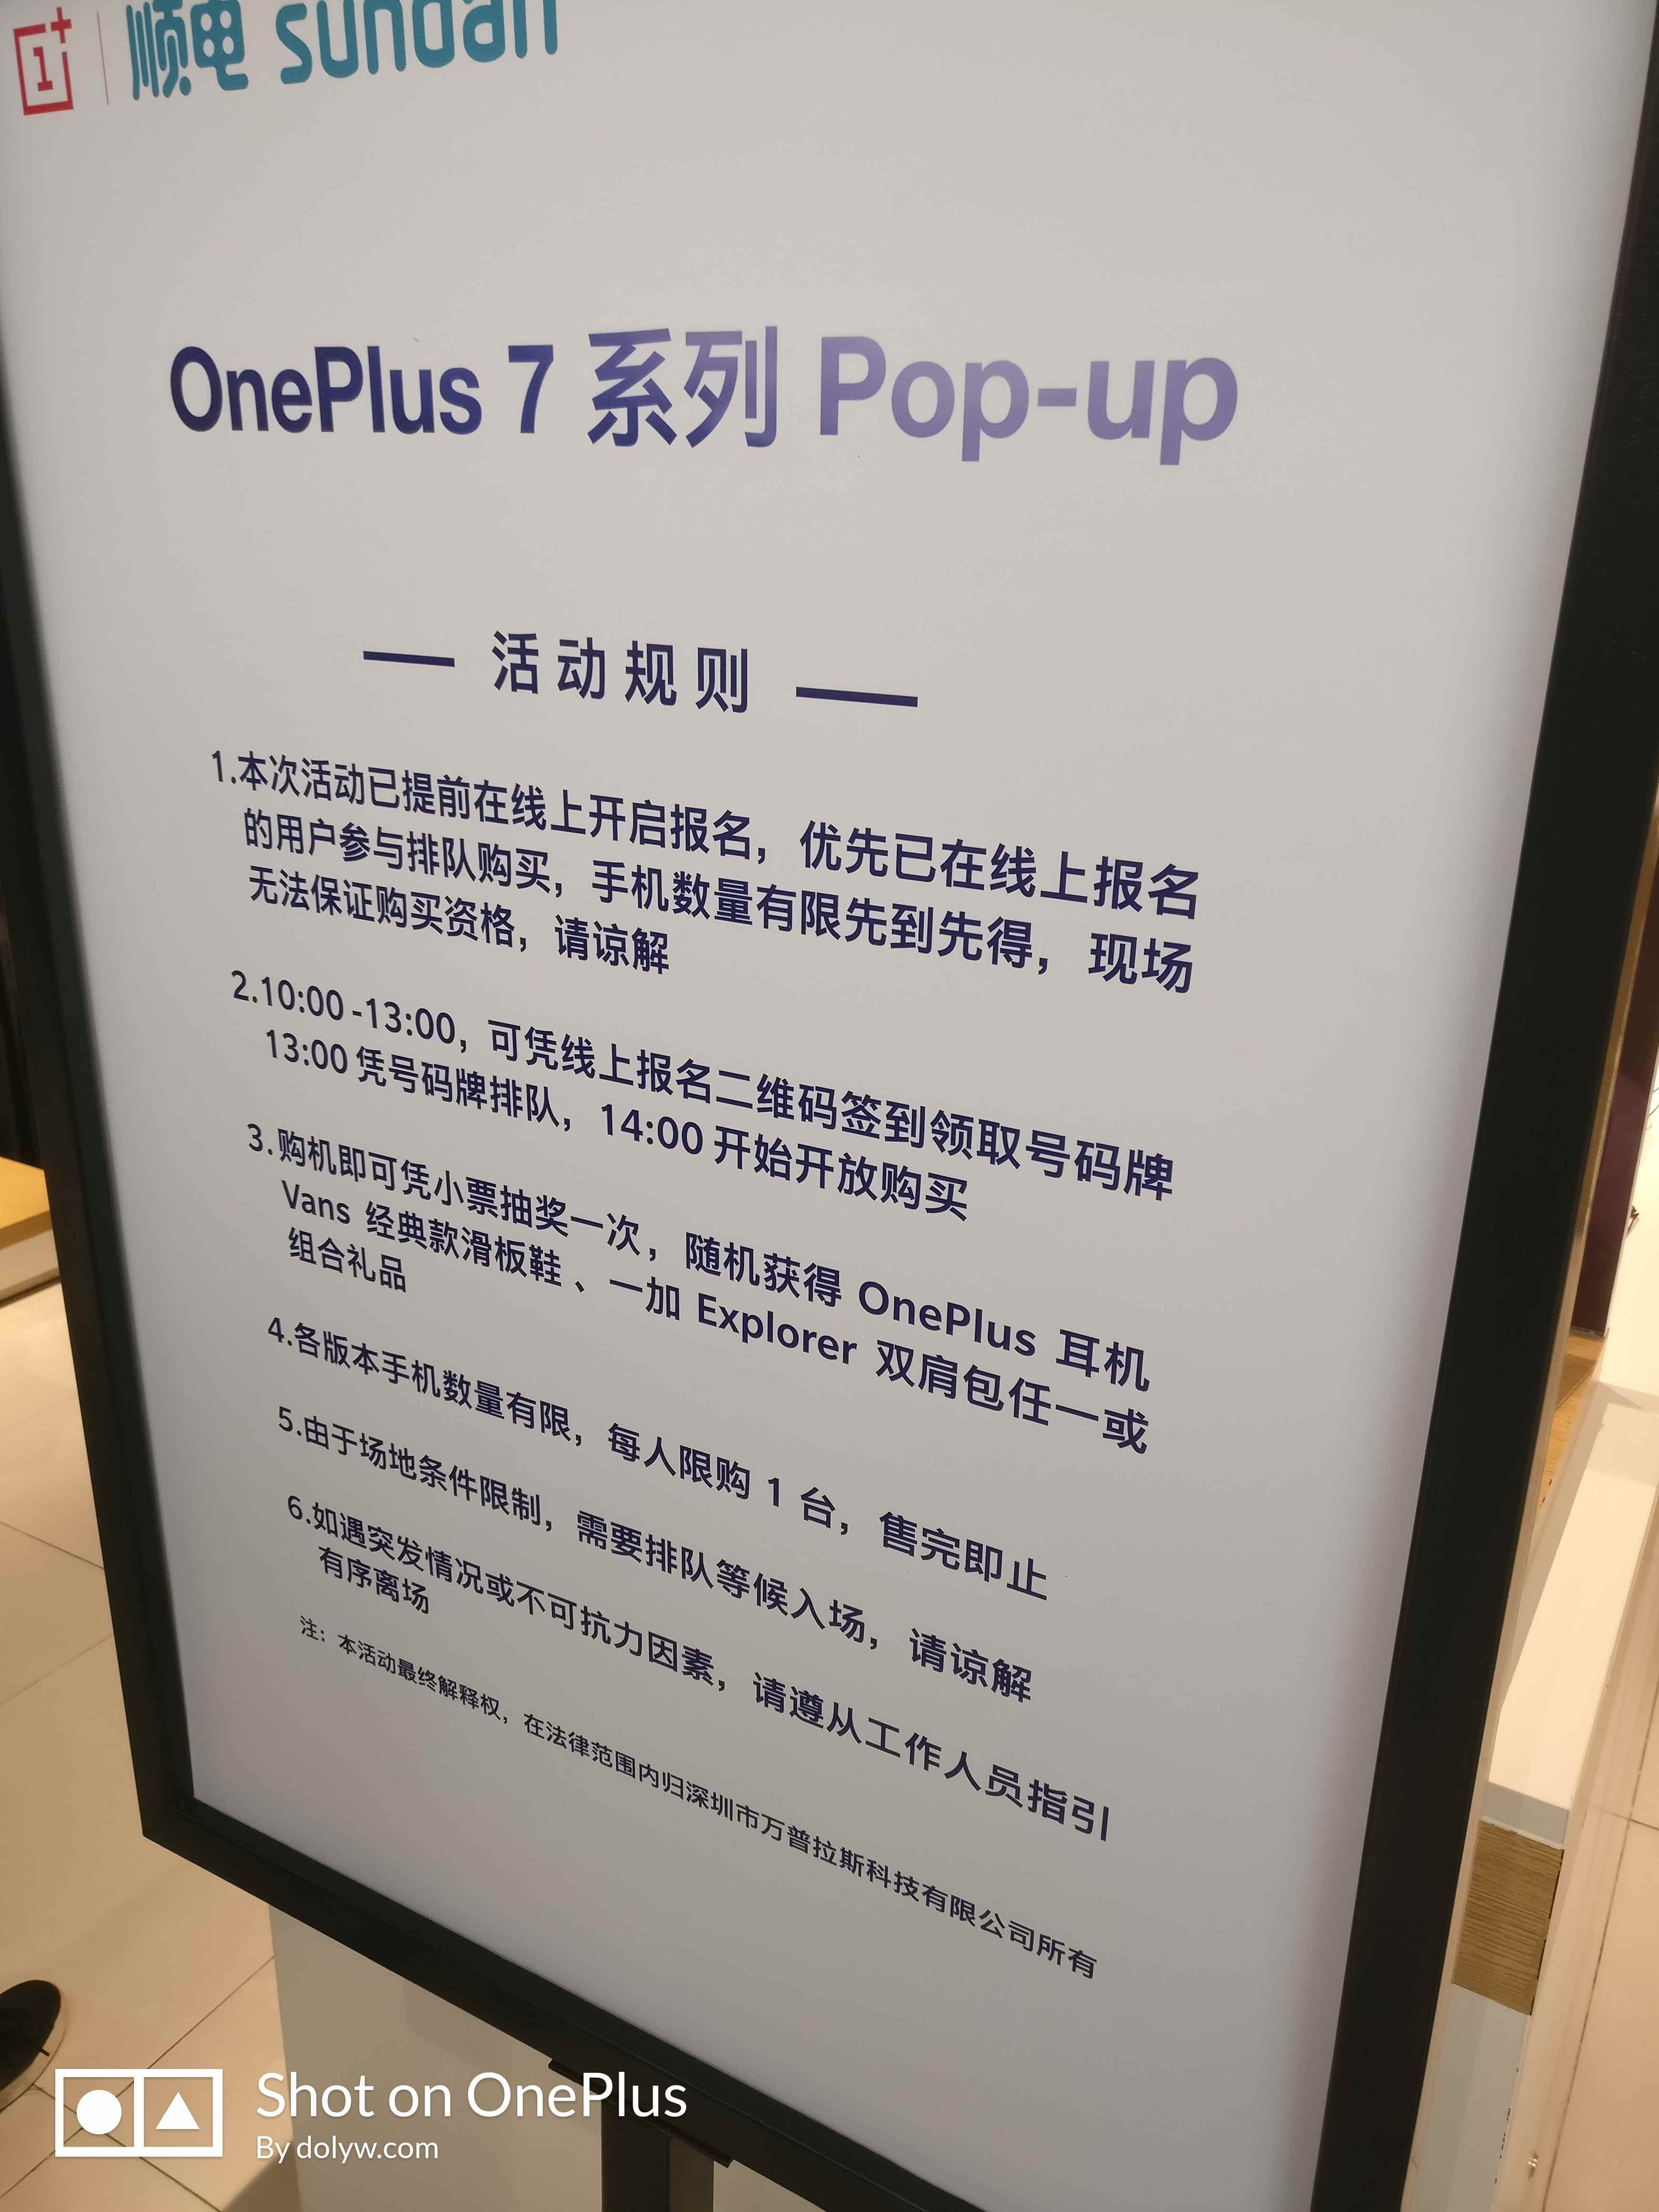 顺电 sundan
OnePlus 7 系列 Pop-up
活动规则
1.本次活动已提前在线上开启报名，优先已在线上报名
的用户参与排队购买，手机数量有限先到先得，现场
无法保证购买资格，请谅解
2.10:00-13:00，可凭线上报名二维码签到领取号码牌
13:00 凭号码牌排队，14:00 开始开放购买
3.购机即可凭小票抽奖一次，随机获得 OnePlus 耳机
Vans 经典款滑板鞋、一加 Explorer 双肩包任一或
组合礼品
4.各版本手机数量有限，每人限购 1 台，售完即止
5.由于场地条件限制，需要排队等候入场，请谅解
6.如遇突发情况或不可抗力因素，请遵从工作人员指引
有序离场
注：本活动最终解释权，在法律范围内归深圳市万普拉斯科技有限公司所有
Shot on OnePlus
By dolyw.com